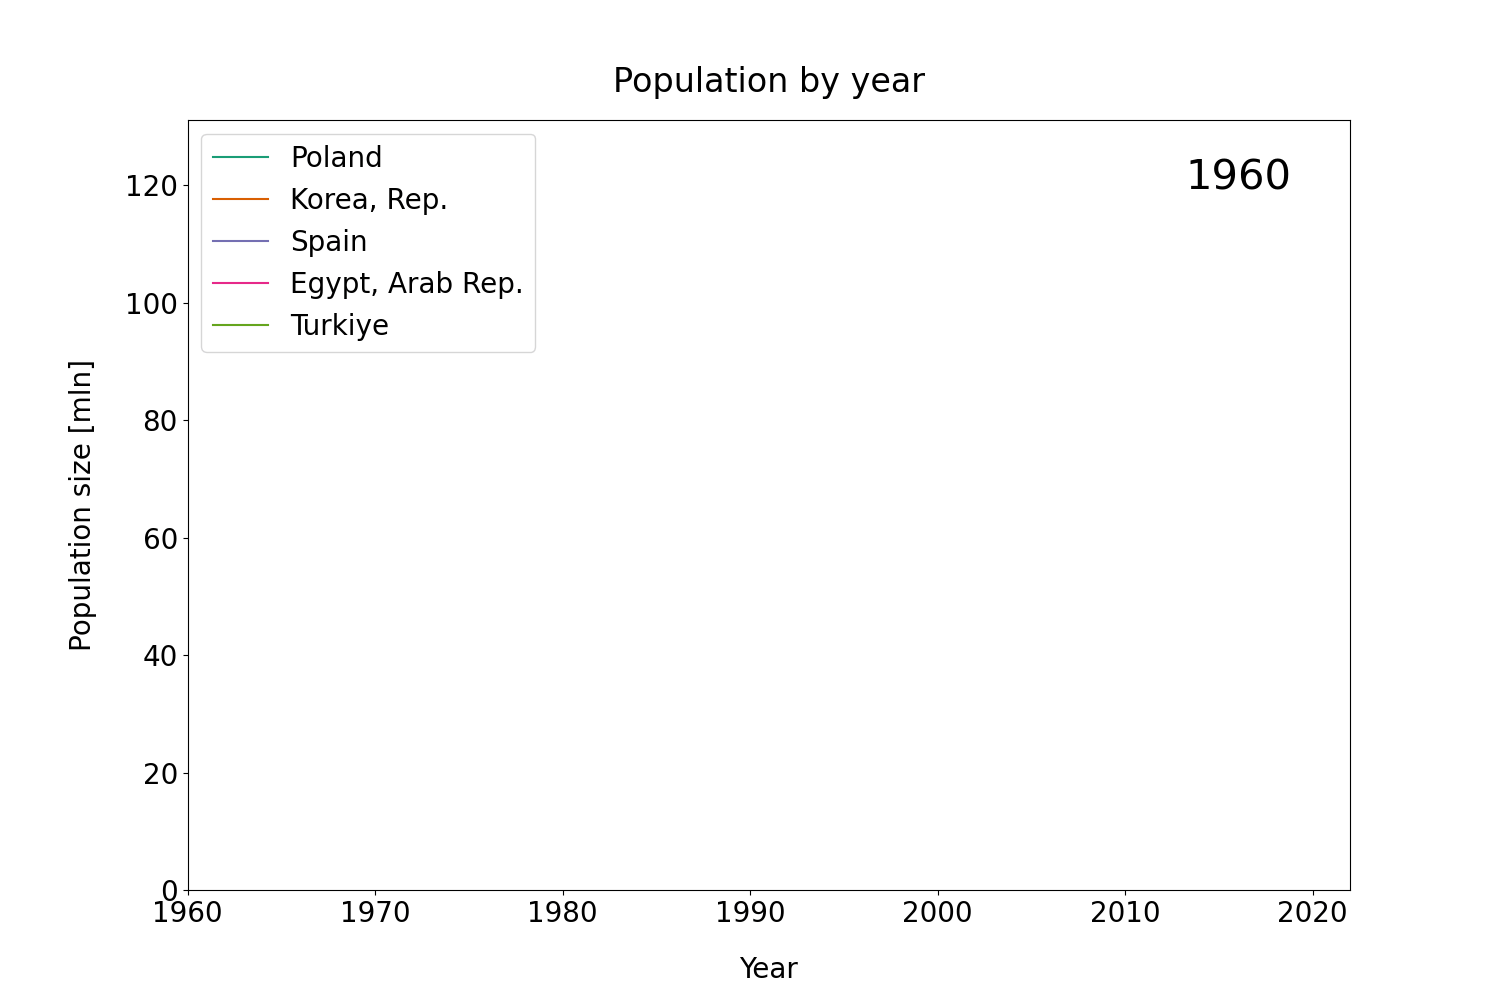 Population by year
1960
Poland
Korea, Rep.
Spain
Egypt, Arab Rep.
Turkiye
Population size [mln]
120
100
80
60
40
20
0
1960 1970 1980 1990 2000 2010 2020
Year